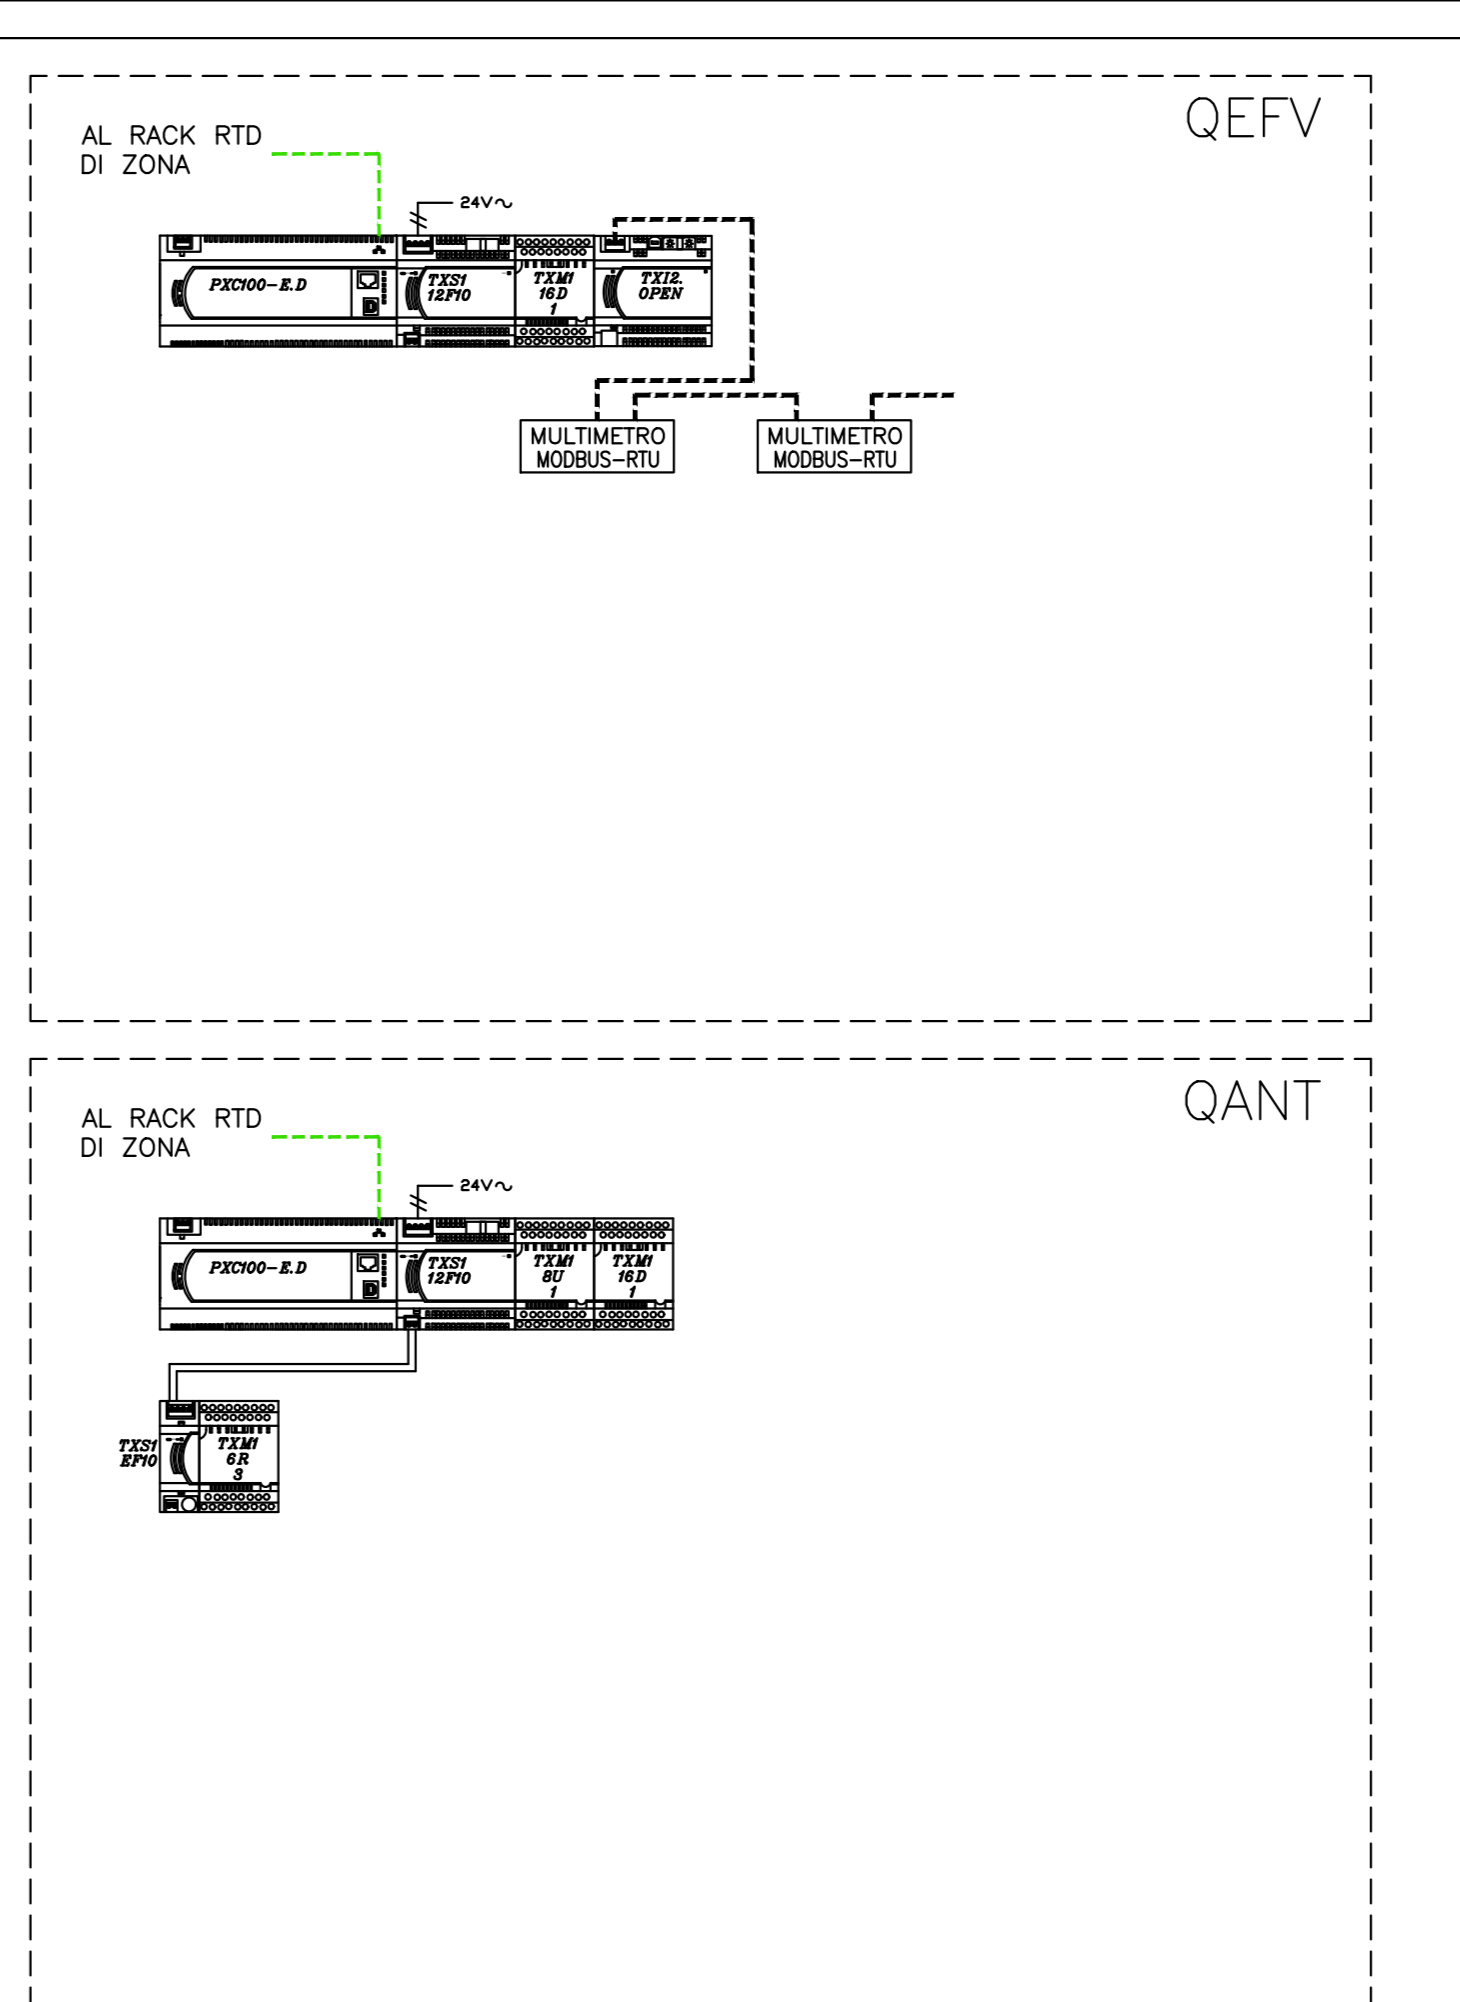 QEFV
AL RACK RTD
DI ZONA
24V~
PXC100-E.D
TXS1
12F10
TXM1
16D
1
TXI2.
OPEN
MULTIMETRO
MODBUS-RTU
MULTIMETRO
MODBUS-RTU
QANT
AL RACK RTD
DI ZONA
24V~
PXC100-E.D
TXS1
12F10
TXM1
8U
1
TXM1
16D
1
TXS1
EF10
TXM1
6R
3